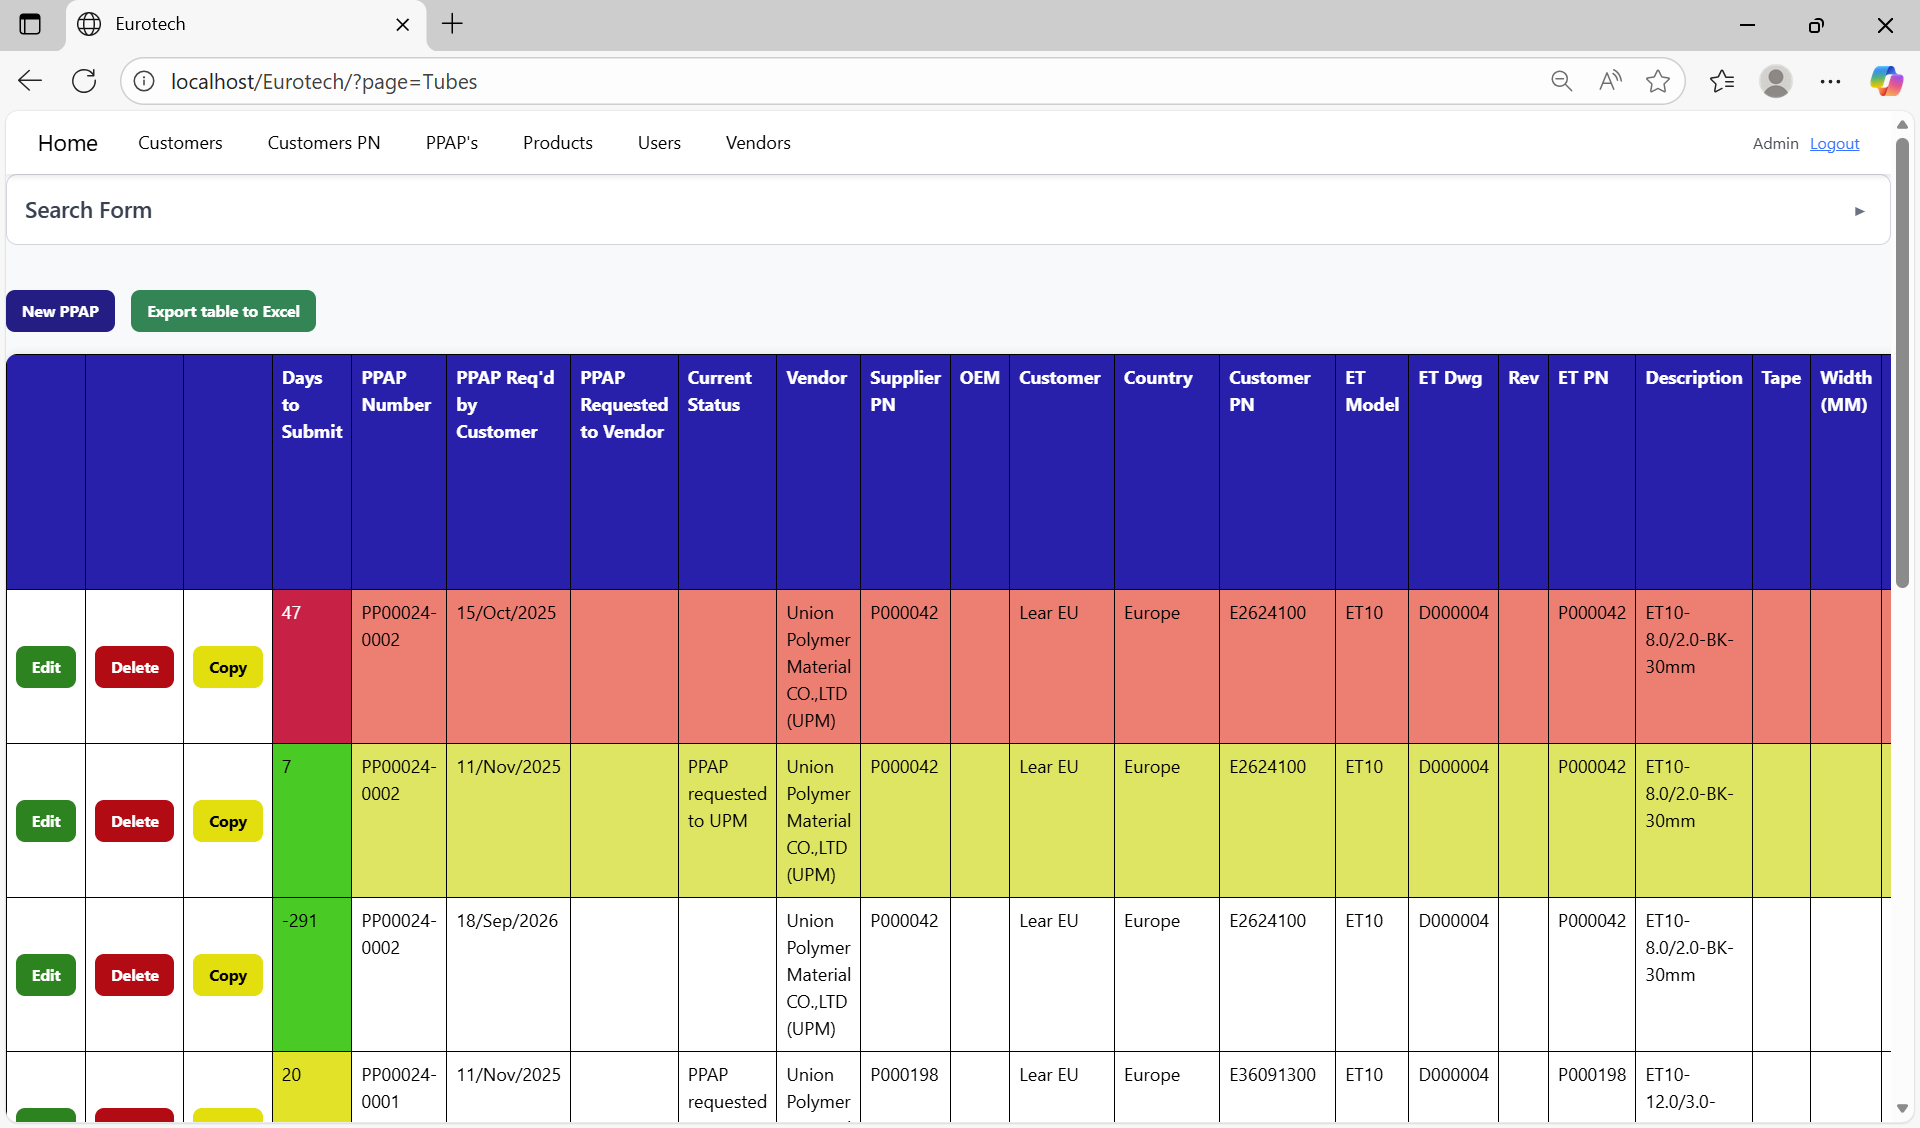 Eurotech
localhost/Eurotech/?page=Tubes
Home Customers Customers PN PPAP's Products Users Vendors Admin Logout
Search Form
New PPAP Export table to Excel
Days to Submit
PPAP Number
PPAP Req'd by Customer
PPAP Requested to Vendor
Current Status
Vendor
Supplier PN
OEM
Customer
Country
Customer PN
ET Model
ET Dwg
Rev
ET PN
Description
Tape
Width (MM)
Edit Delete Copy 47 PP00024-0002 15/Oct/2025 Union Polymer Material CO.,LTD (UPM) P000042 Lear EU Europe E2624100 ET10 D000004 P000042 ET10-8.0/2.0-BK-30mm
Edit Delete Copy 7 PP00024-0002 11/Nov/2025 PPAP requested to UPM Union Polymer Material CO.,LTD (UPM) P000042 Lear EU Europe E2624100 ET10 D000004 P000042 ET10-8.0/2.0-BK-30mm
Edit Delete Copy -291 PP00024-0002 18/Sep/2026 Union Polymer Material CO.,LTD (UPM) P000042 Lear EU Europe E2624100 ET10 D000004 P000042 ET10-8.0/2.0-BK-30mm
20 PP00024-0001 11/Nov/2025 PPAP requested Union Polymer P000198 Lear EU Europe E36091300 ET10 D000004 P000198 ET10-12.0/3.0-